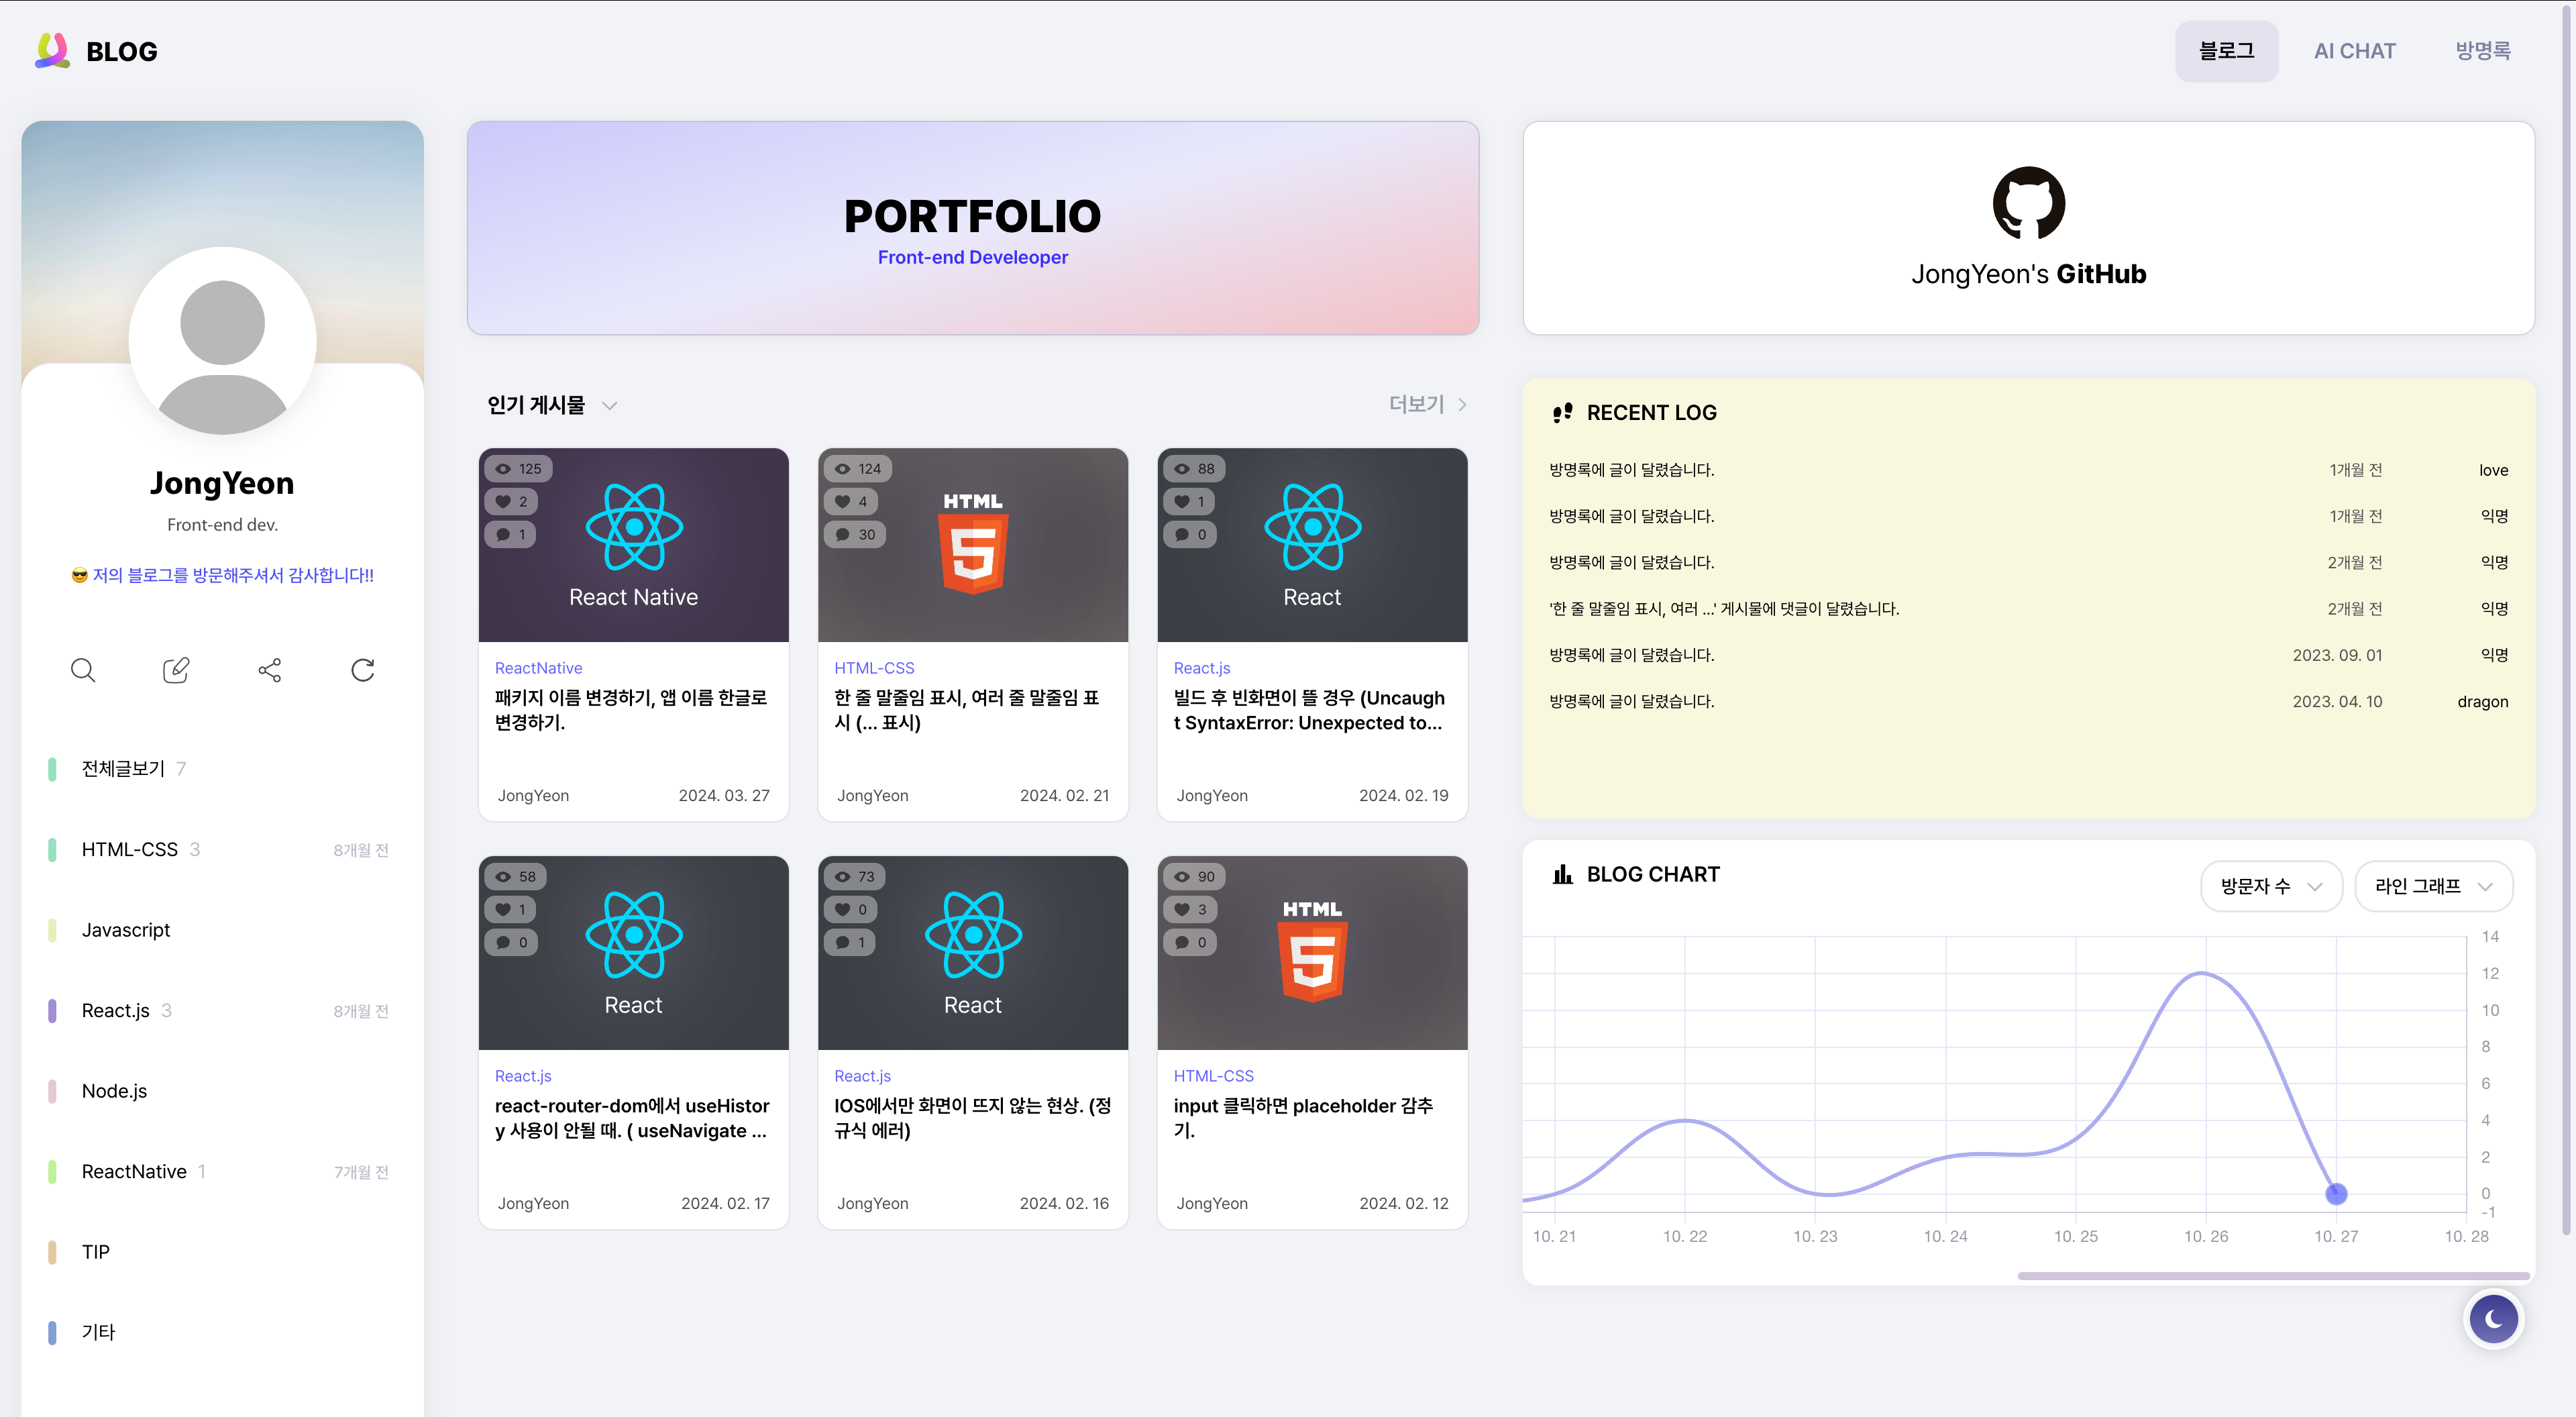 BLOG
블로그
AI CHAT
방명록
JongYeon
Front-end dev.
😎 저의 블로그를 방문해주셔서 감사합니다!!
전체글보기 7
HTML-CSS 3 8개월 전
Javascript
React.js 3 8개월 전
Node.js
ReactNative 1 7개월 전
TIP
기타
PORTFOLIO
Front-end Develeoper
JongYeon's GitHub
인기 게시물
더보기
125
2
1
React Native
ReactNative
패키지 이름 변경하기, 앱 이름 한글로
변경하기.
JongYeon 2024. 03. 27
124
4
30
HTML
5
HTML-CSS
한 줄 말줄임 표시, 여러 줄 말줄임 표
시 (... 표시)
JongYeon 2024. 02. 21
88
1
0
React
React.js
빌드 후 빈화면이 뜰 경우 (Uncaugh
t SyntaxError: Unexpected to...
JongYeon 2024. 02. 19
58
1
0
React
React.js
react-router-dom에서 useHistor
y 사용이 안될 때. ( useNavigate ...
JongYeon 2024. 02. 17
73
0
1
React
React.js
IOS에서만 화면이 뜨지 않는 현상. (정
규식 에러)
JongYeon 2024. 02. 16
90
3
0
HTML
5
HTML-CSS
input 클릭하면 placeholder 감추
기.
JongYeon 2024. 02. 12
RECENT LOG
방명록에 글이 달렸습니다. 1개월 전 love
방명록에 글이 달렸습니다. 1개월 전 익명
방명록에 글이 달렸습니다. 2개월 전 익명
'한 줄 말줄임 표시, 여러 ...' 게시물에 댓글이 달렸습니다. 2개월 전 익명
방명록에 글이 달렸습니다. 2023. 09. 01 익명
방명록에 글이 달렸습니다. 2023. 04. 10 dragon
BLOG CHART
방문자 수
라인 그래프
14
12
10
8
6
4
2
0
-1
10. 21 10. 22 10. 23 10. 24 10. 25 10. 26 10. 27 10. 28